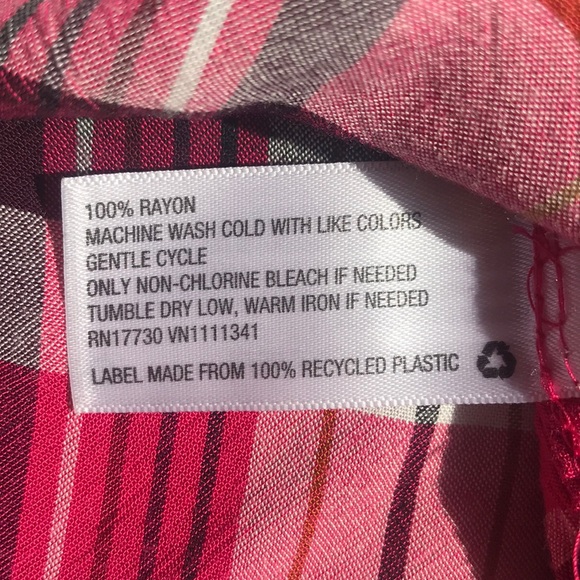 100% RAYON
MACHINE WASH COLD WITH LIKE COLORS
GENTLE CYCLE
ONLY NON-CHLORINE BLEACH IF NEEDED
TUMBLE DRY LOW, WARM IRON IF NEEDED
RN17730 VN1111341
LABEL MADE FROM 100% RECYCLED PLASTIC